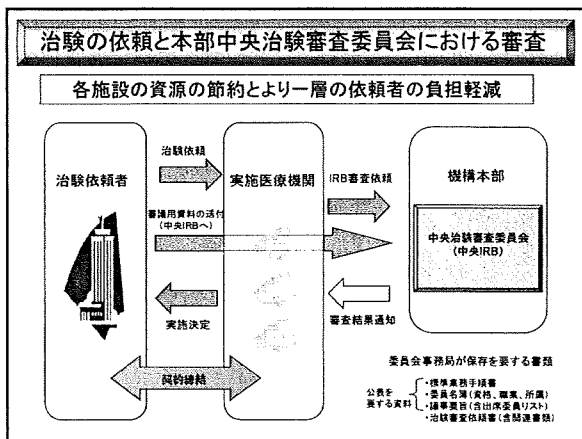 治験の依頼と本部中央治験審査委員会における審査
各施設の資源の節約とより一層の依頼者の負担軽減
治験依頼者
治験依頼
実施医療機関
IRB審査依頼
機構本部
審議用資料の送付
(中央IRBへ)
中央治験審査委員会
(中央IRB)
実施決定
審査結果通知
契約締結
委員会事務局が保存を要する書類
公表を
要する資料
・標準業務手順書
・委員名簿(資格、職業、所属)
・議事要旨(含出席委員リスト)
・治験審査依頼書(含関連書類)